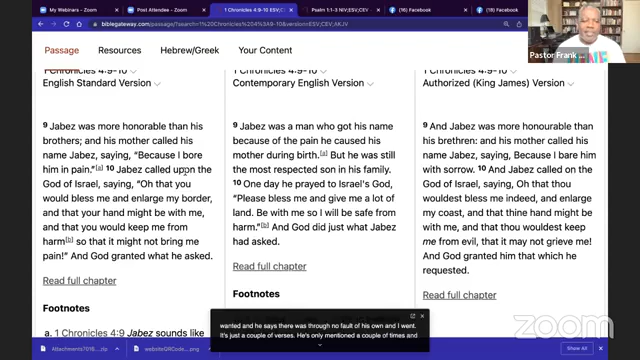 My Webinars - Zoom
Post Attendees - Zoom
1 Chronicles 4:9-10 ESV;CEV;
Psalm 1:1-3 NIV;ESV;CEV
(18) Facebook
(18) Facebook
biblegateway.com/passage/?search=1%20Chronicles%204%3A9-10&version=ESV;CEV;AKJV
Passage
Resources
Hebrew/Greek
Your Content
Pastor Frank
1 Chronicles 4:9-10
English Standard Version
9 Jabez was more honorable than his
brothers; and his mother called his
name Jabez, saying, “Because I bore
him in pain.”[a] 10 Jabez called upon the
God of Israel, saying, “Oh that you
would bless me and enlarge my border,
and that your hand might be with me,
and that you would keep me from
harm[b] so that it might not bring me
pain!” And God granted what he asked.
Read full chapter
Footnotes
a. 1 Chronicles 4:9 Jabez sounds like
1 Chronicles 4:9-10
Contemporary English Version
9 Jabez was a man who got his name
because of the pain he caused his
mother during birth.[a] But he was still
the most respected son in his family.
10 One day he prayed to Israel's God,
“Please bless me and give me a lot of
land. Be with me so I will be safe from
harm.”[b] And God did just what Jabez
had asked.
Read full chapter
Footnotes
1 Chronicles 4:9-10
Authorized (King James) Version
9 And Jabez was more honourable than
his brethren: and his mother called his
name Jabez, saying, Because I bare him
with sorrow. 10 And Jabez called on the
God of Israel, saying, Oh that thou
wouldest bless me indeed, and enlarge
my coast, and that thine hand might be
with me, and that thou wouldest keep
me from evil, that it may not grieve me!
And God granted him that which he
requested.
Read full chapter
wanted and he says there was through no fault of his own and I went.
It's just a couple of verses. He's only mentioned a couple of times and
zoom
Show All